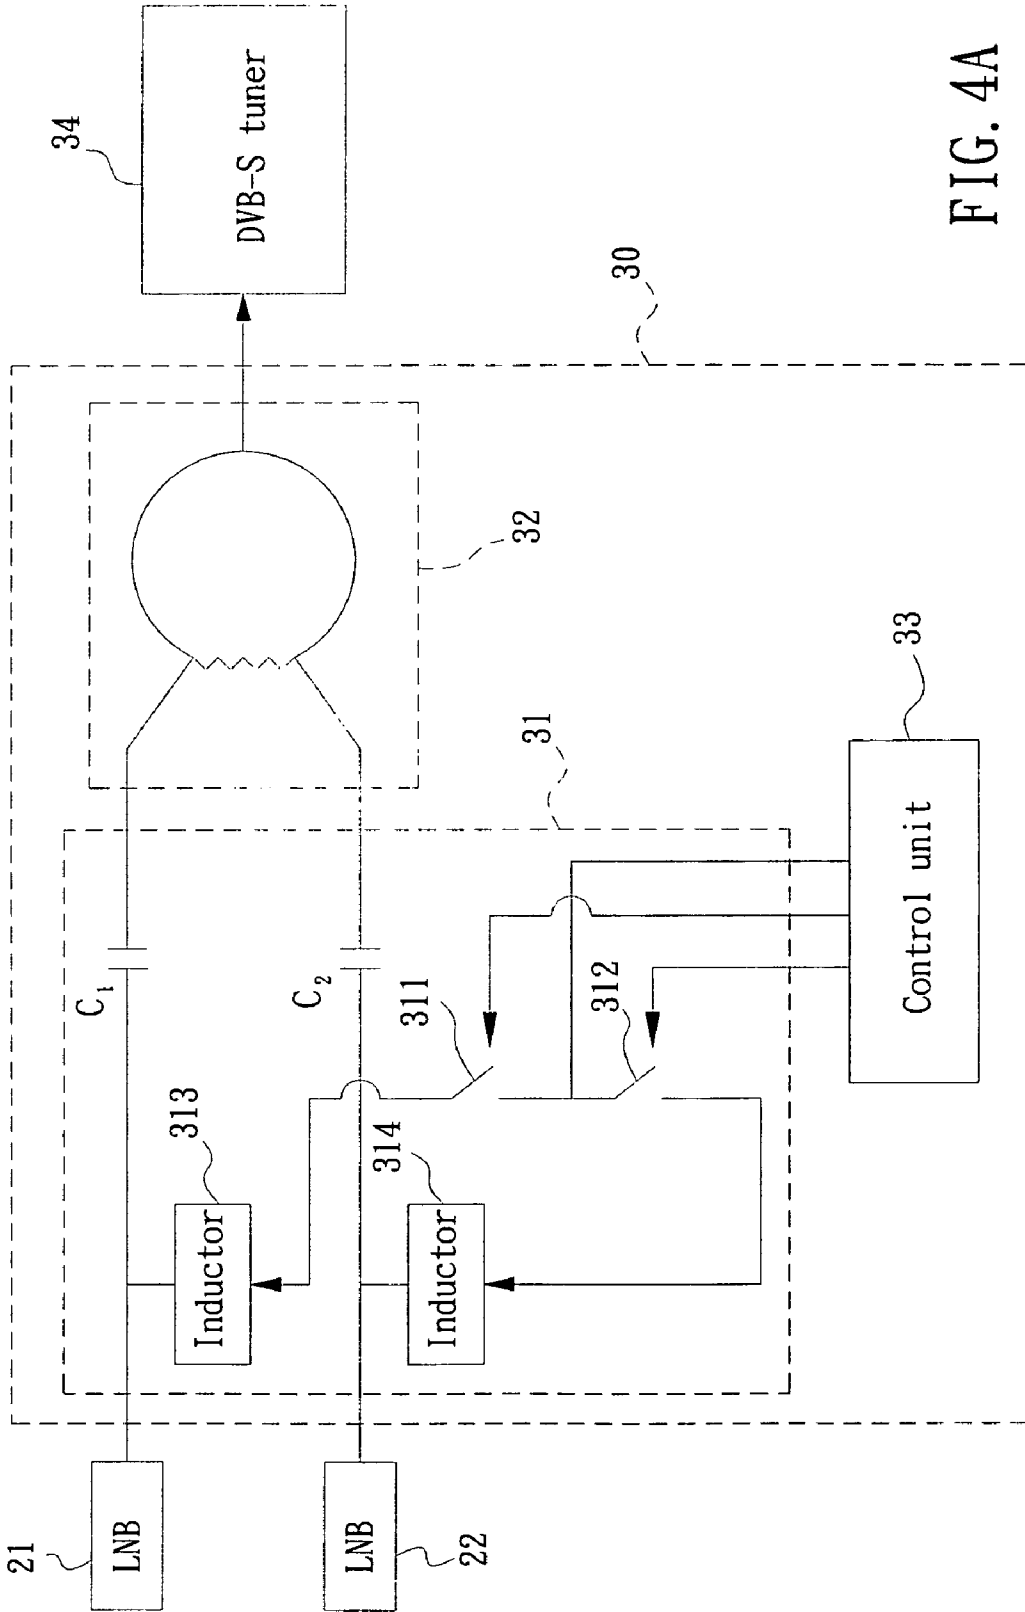 21
LNB
LNB
22
313
Inductor
314
Inductor
C1
C2
311
312
31
32
33
Control unit
30
34
DVB-S tuner
FIG. 4A